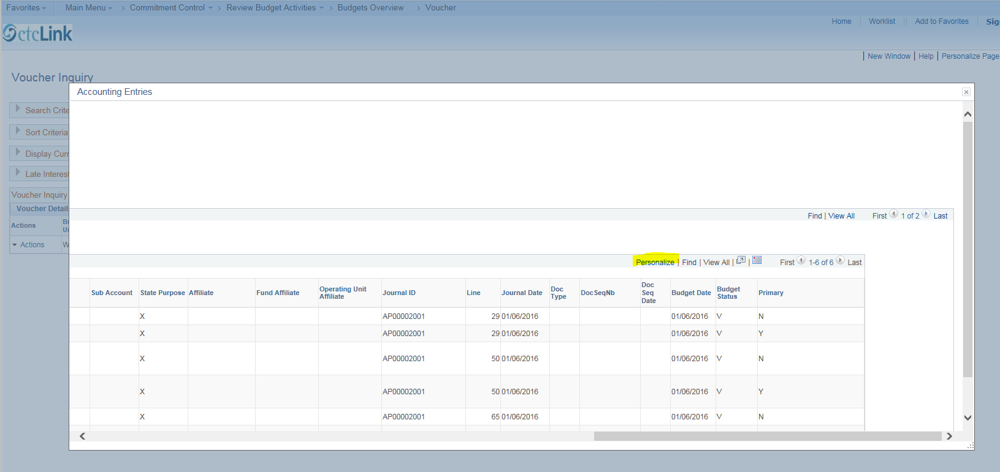 Favorites Main Menu > Commitment Control > Review Budget Activities > Budgets Overview > Voucher
Home Worklist Add to Favorites
ctcLink
New Window | Help | Personalize Page
Voucher Inquiry
Accounting Entries
Search Crite
Sort Criteria
Display Curr
Late Interest
Voucher Inquiry
Voucher Detail
Actions
Actions
Find | View All First 1 of 2 Last
Personalize | Find | View All | | First 1-6 of 6 Last
Sub Account State Purpose Affiliate Fund Affiliate Operating Unit Affiliate Journal ID Line Journal Date Doc Type DocSeqNb Doc Seq Date Budget Date Budget Status Primary
X AP00002001 29 01/06/2016 01/06/2016 V N
X AP00002001 29 01/06/2016 01/06/2016 V Y
X AP00002001 50 01/06/2016 01/06/2016 V N
X AP00002001 50 01/06/2016 01/06/2016 V Y
X AP00002001 65 01/06/2016 01/06/2016 V N